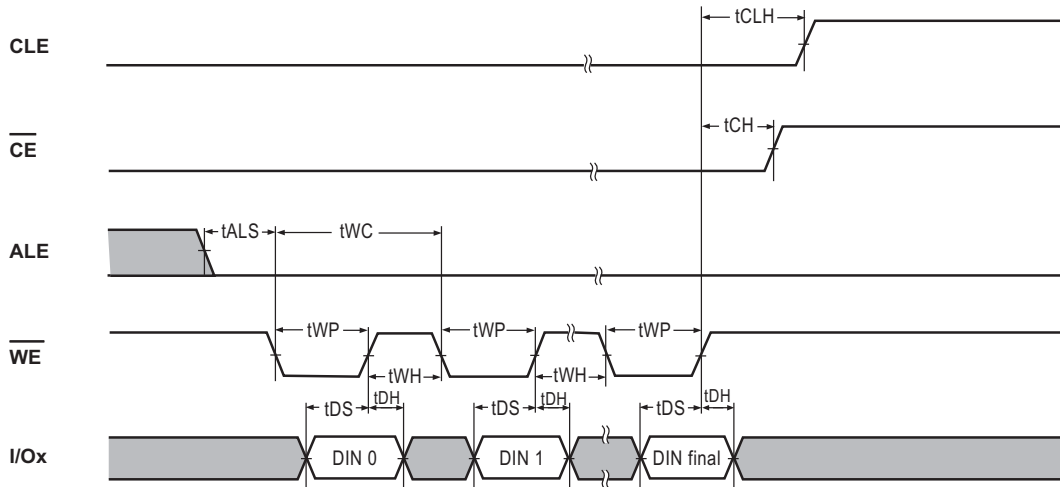 tCLH
CLE
tCH
CE
tALS
tWC
ALE
tWP
tWP
tWP
WE
tWH
tWH
tDS
tDH
tDS
tDH
tDS
tDH
I/Ox
DIN 0
DIN 1
DIN final